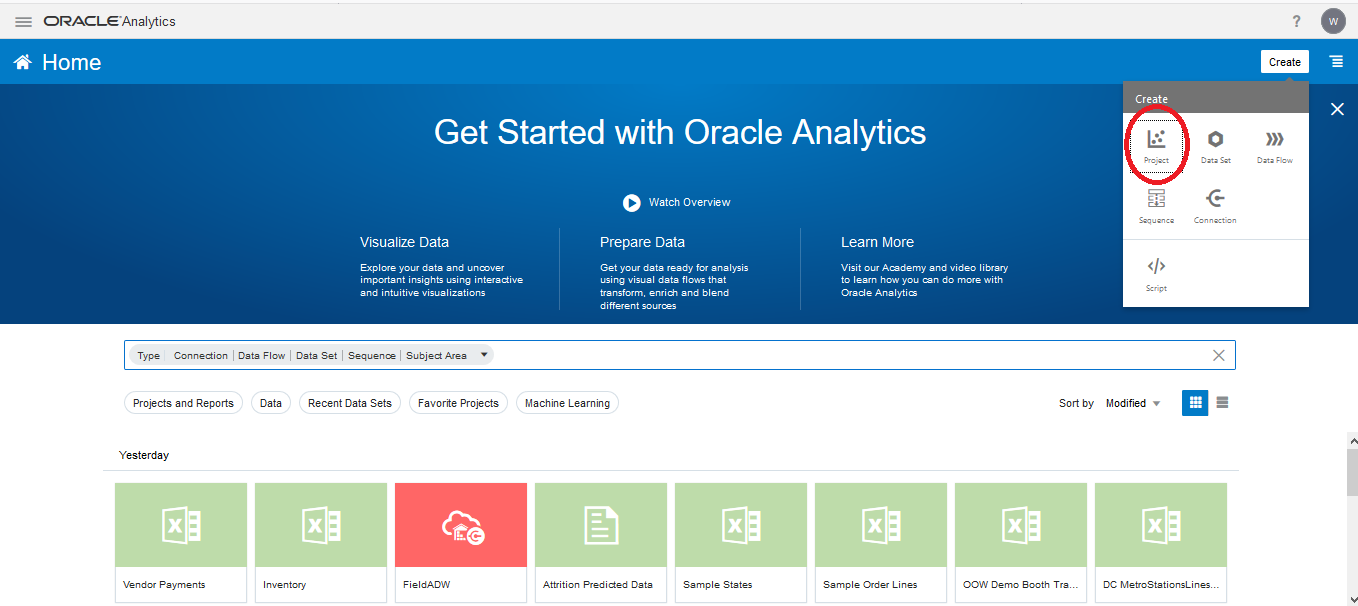 ORACLE Analytics
?
W
Home
Create
Create
Project
Data Set
Data Flow
Sequence
Connection
Script
Get Started with Oracle Analytics
Watch Overview
Visualize Data
Explore your data and uncover
important insights using interactive
and intuitive visualizations
Prepare Data
Get your data ready for analysis
using visual data flows that
transform, enrich and blend
different sources
Learn More
Visit our Academy and video library
to learn how you can do more with
Oracle Analytics
Type Connection | Data Flow | Data Set | Sequence | Subject Area
Projects and Reports
Data
Recent Data Sets
Favorite Projects
Machine Learning
Sort by Modified
Yesterday
Vendor Payments
Inventory
FieldADW
Attrition Predicted Data
Sample States
Sample Order Lines
OOW Demo Booth Tra...
DC MetroStationsLines...